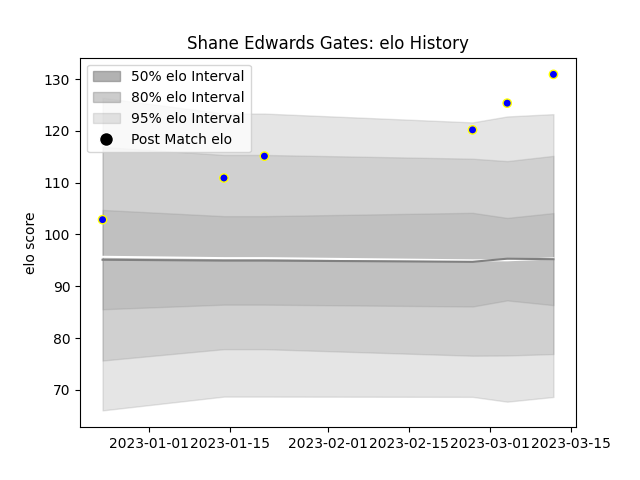 Shane Edwards Gates: elo History
50% elo Interval
80% elo Interval
95% elo Interval
Post Match elo
elo score
130
120
110
100
90
80
70
2023-01-01
2023-01-15
2023-02-01
2023-02-15
2023-03-01
2023-03-15